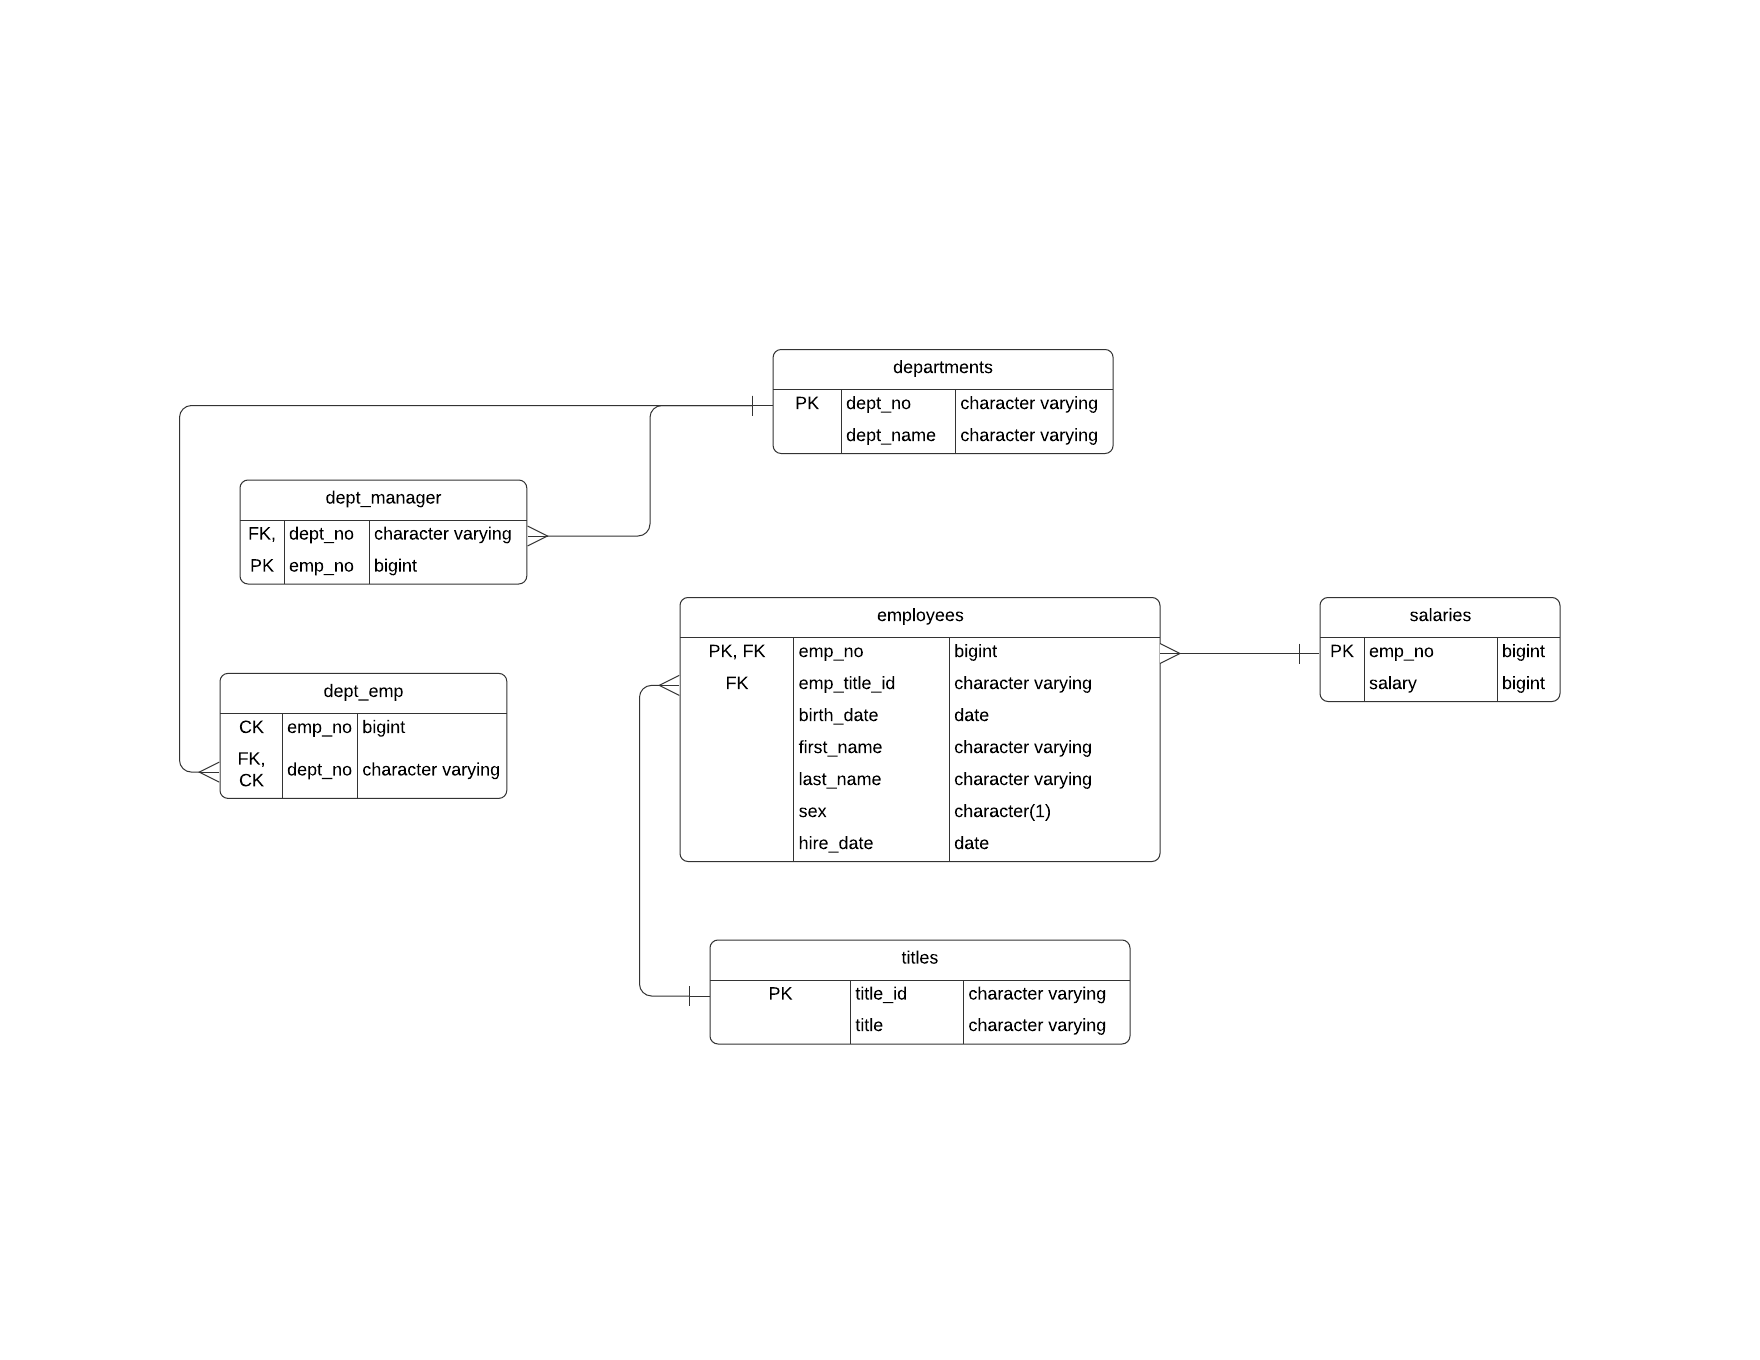 departments
PK dept_no character varying
dept_name character varying
dept_manager
FK, dept_no character varying
PK emp_no bigint
employees
PK, FK emp_no bigint
FK emp_title_id character varying
birth_date date
first_name character varying
last_name character varying
sex character(1)
hire_date date
salaries
PK emp_no bigint
salary bigint
dept_emp
CK emp_no bigint
FK,
CK dept_no character varying
titles
PK title_id character varying
title character varying